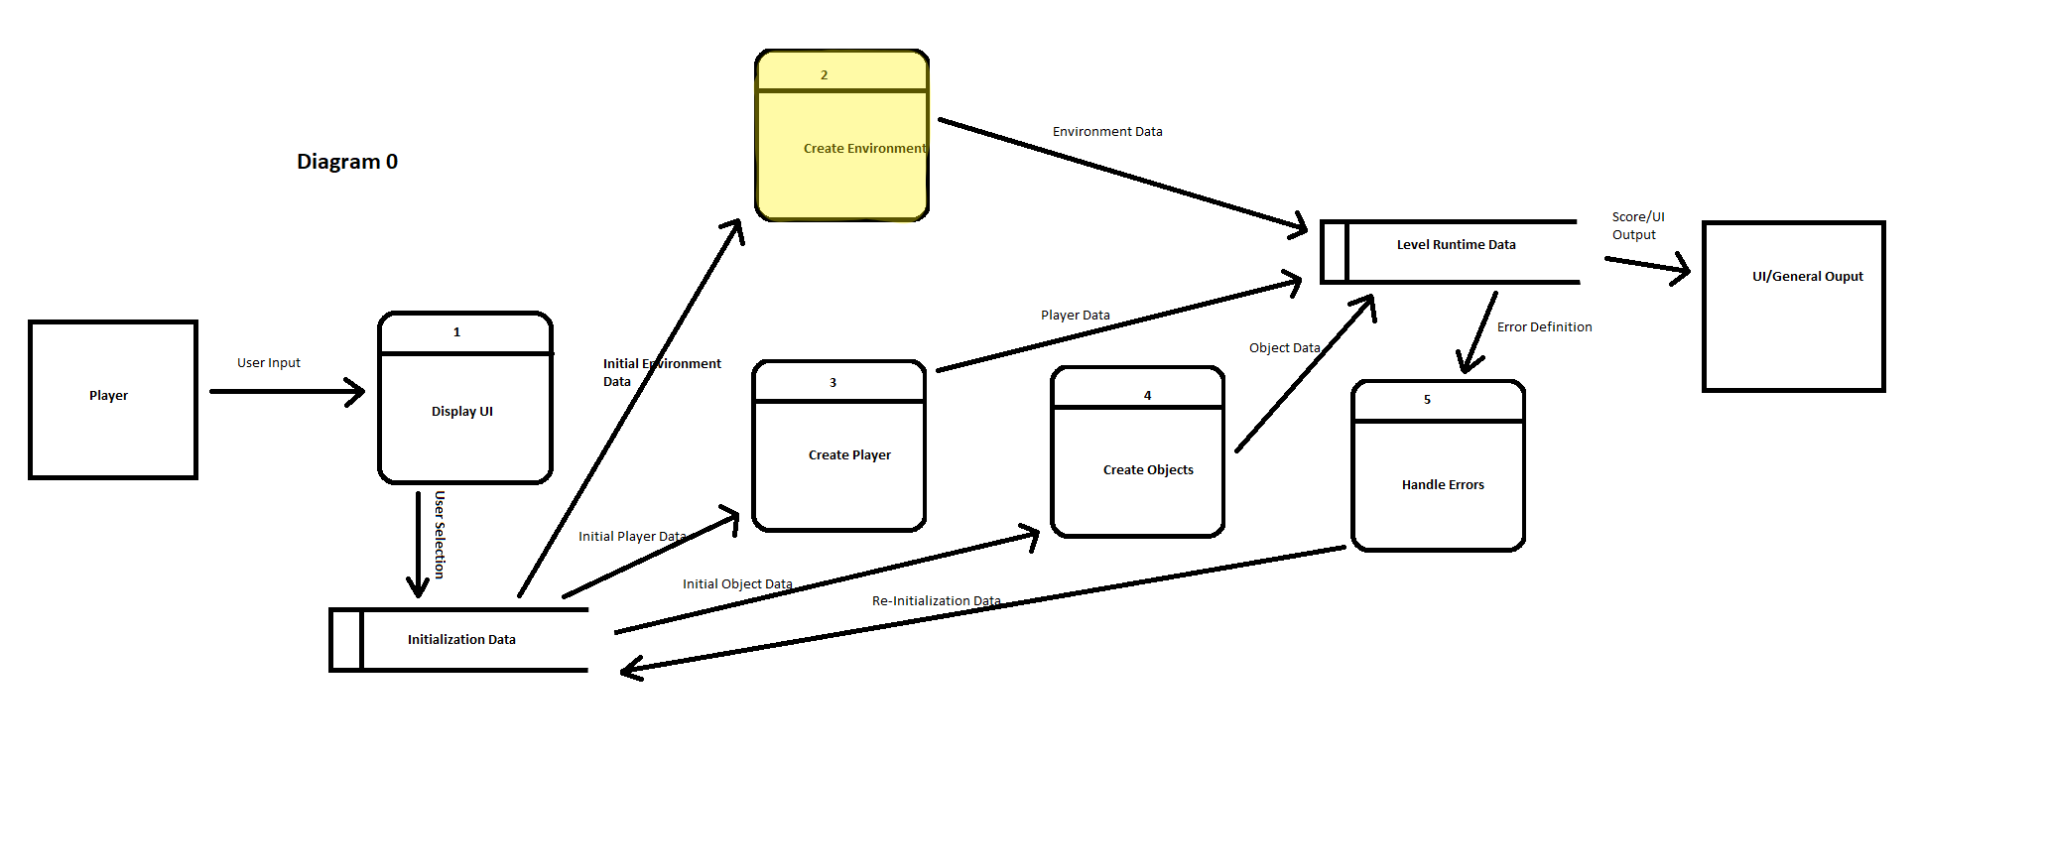 2
Create Environment
Environment Data
Diagram 0
Score/UI
Output
Level Runtime Data
UI/General Ouput
Player Data
Error Definition
1
User Input
Object Data
Initial Environment
Data
3
4
5
Player
Display UI
Create Player
Create Objects
Handle Errors
User Selection
Initial Player Data
Initial Object Data
Re-Initialization Data
Initialization Data